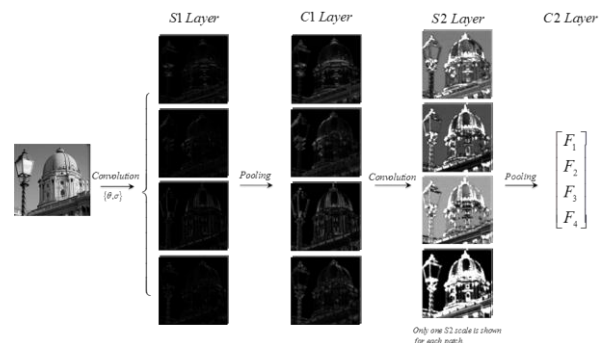 S1 Layer
C1 Layer
S2 Layer
C2 Layer
Convolution
{θ,σ}
Pooling
Convolution
Pooling
F1
F2
F3
F4
Only one S2 scale is shown
for each patch